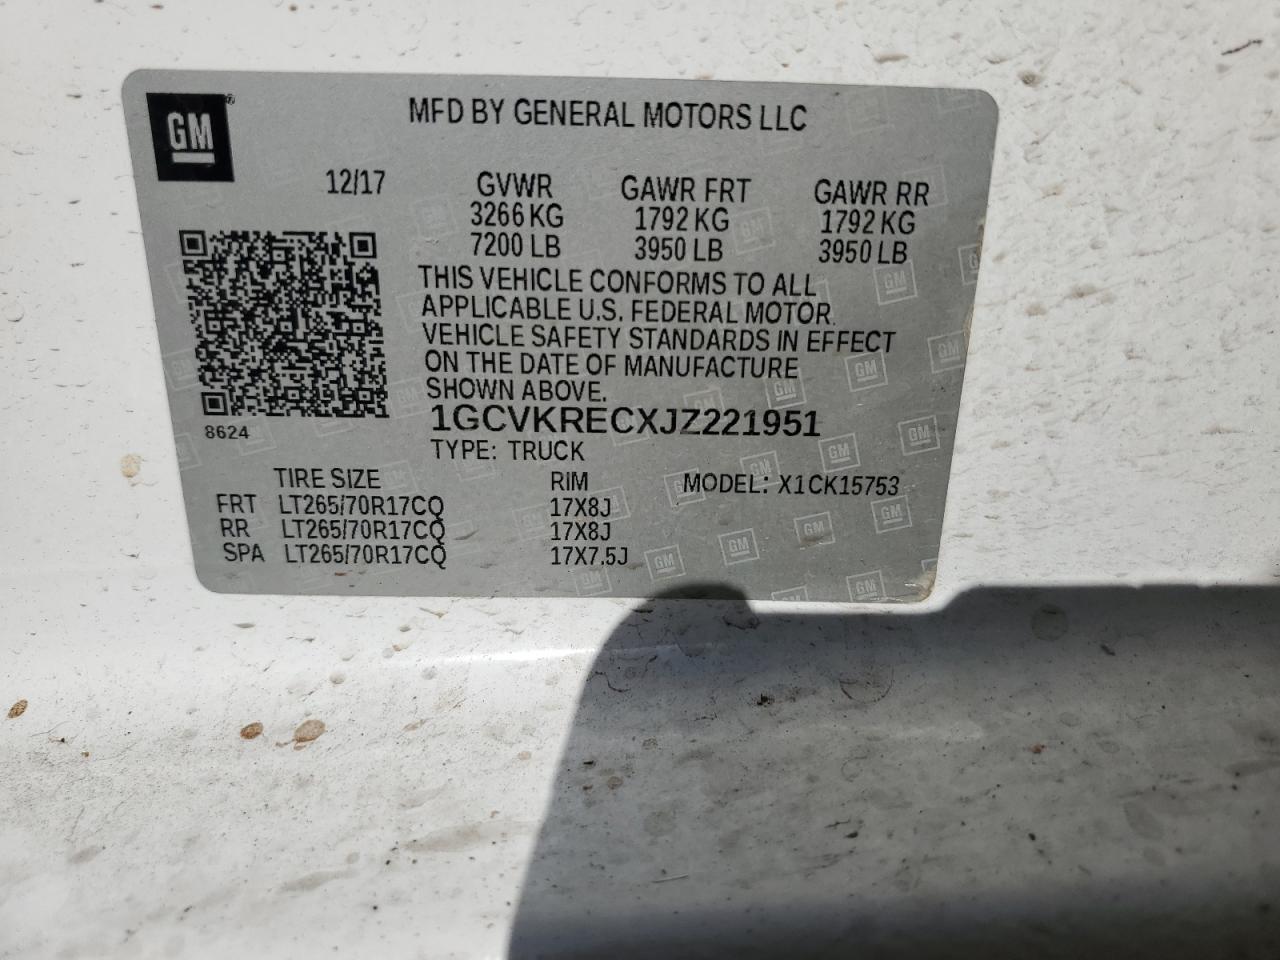 GM
MFD BY GENERAL MOTORS LLC
12/17 GVWR GAWR FRT GAWR RR
3266 KG 1792 KG 1792 KG
7200 LB 3950 LB 3950 LB
THIS VEHICLE CONFORMS TO ALL
APPLICABLE U.S. FEDERAL MOTOR
VEHICLE SAFETY STANDARDS IN EFFECT
ON THE DATE OF MANUFACTURE
SHOWN ABOVE.
8624
1GCVKRECXJZ221951
TYPE: TRUCK
TIRE SIZE RIM MODEL: X1CK15753
FRT LT265/70R17CQ 17X8J
RR LT265/70R17CQ 17X8J
SPA LT265/70R17CQ 17X7.5J